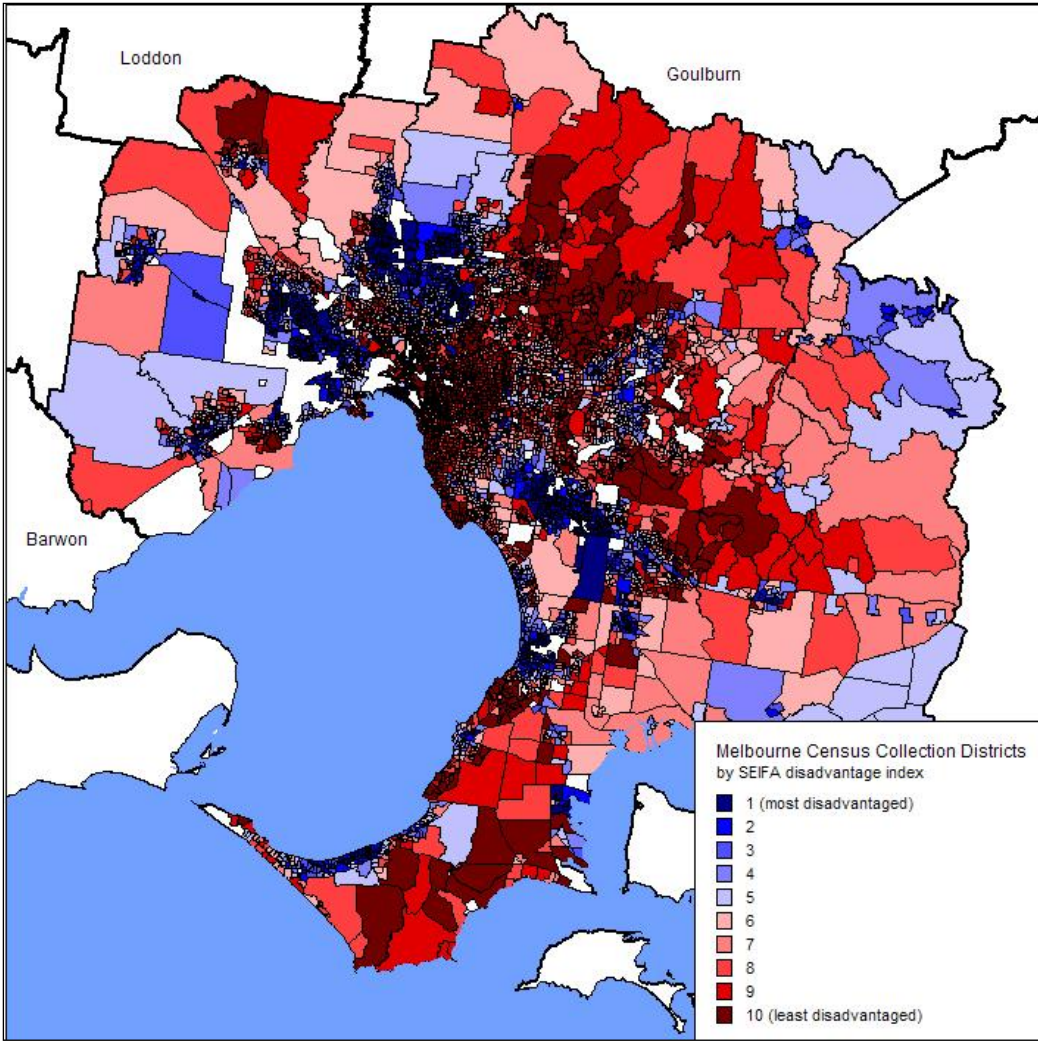 Loddon
Goulburn
Barwon
Melbourne Census Collection Districts
by SEIFA disadvantage index
1 (most disadvantaged)
2
3
4
5
6
7
8
9
10 (least disadvantaged)